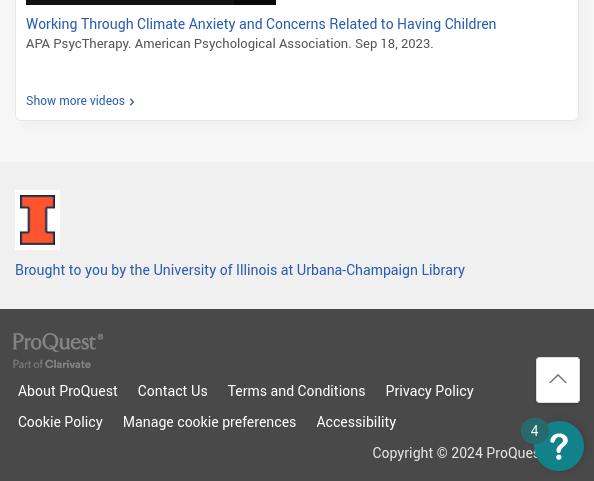 Working Through Climate Anxiety and Concerns Related to Having Children
APA PsycTherapy. American Psychological Association. Sep 18, 2023.
Show more videos ›
I
Brought to you by the University of Illinois at Urbana-Champaign Library
ProQuest®
Part of Clarivate
About ProQuest Contact Us Terms and Conditions Privacy Policy
Cookie Policy Manage cookie preferences Accessibility
4 ?
Copyright © 2024 ProQues